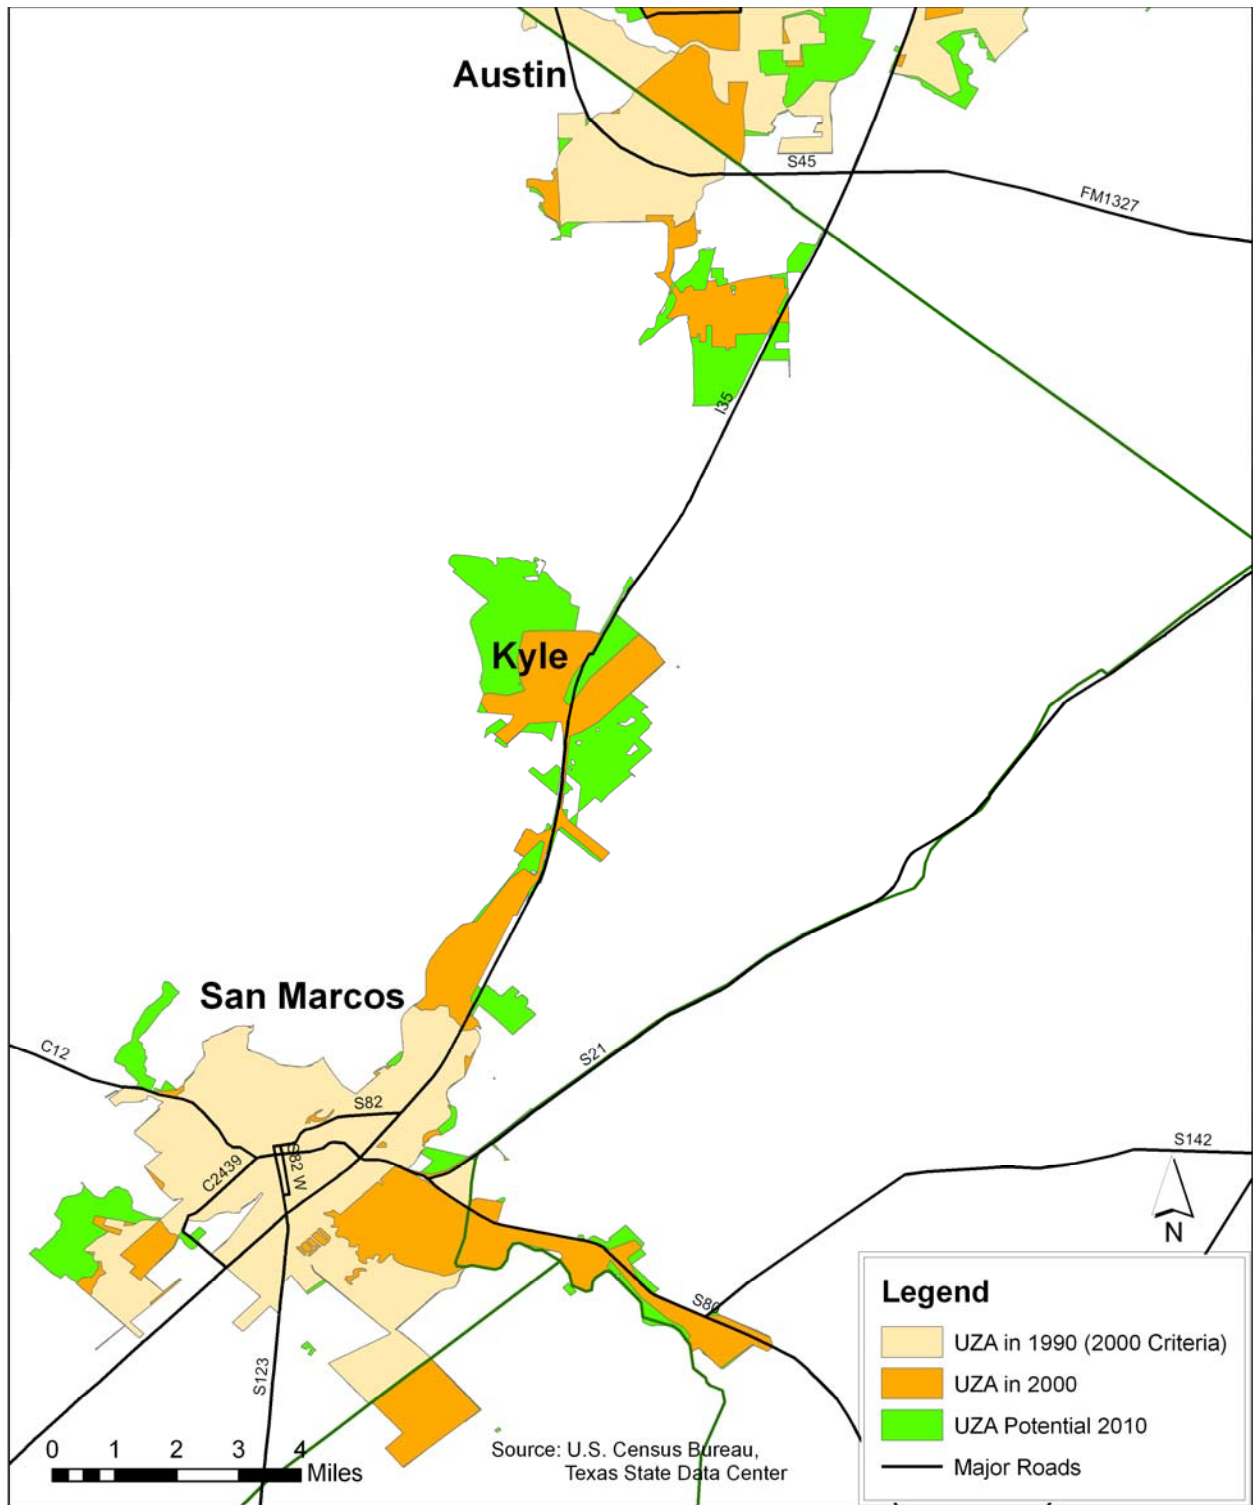 Austin
S45
FM1327
I35
Kyle
San Marcos
C12
S21
S82
S82 W
C2439
S142
N
S80
S123
Legend
UZA in 1990 (2000 Criteria)
UZA in 2000
UZA Potential 2010
Major Roads
0 1 2 3 4
Miles
Source: U.S. Census Bureau,
Texas State Data Center